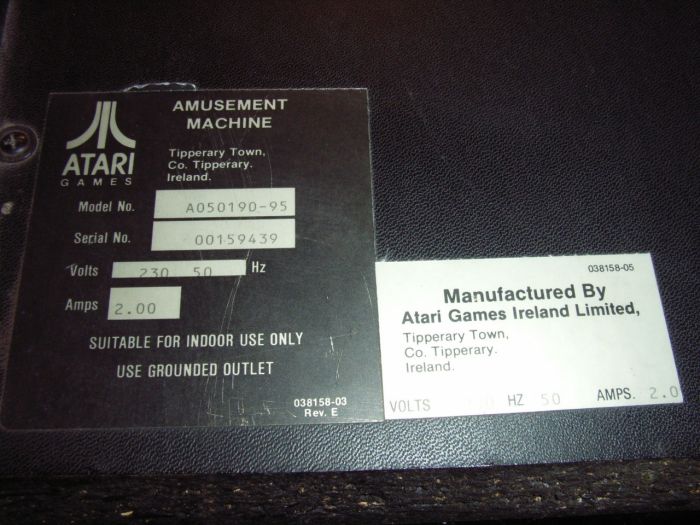 ATARI
GAMES
AMUSEMENT
MACHINE
Tipperary Town,
Co. Tipperary.
Ireland.
Model No. A050190-95
Serial No. 00159439
Volts 230 50 Hz
Amps 2.00
SUITABLE FOR INDOOR USE ONLY
USE GROUNDED OUTLET
038158-03
Rev. E
038158-05
Manufactured By
Atari Games Ireland Limited,
Tipperary Town,
Co. Tipperary.
Ireland.
VOLTS HZ 50 AMPS. 2.0